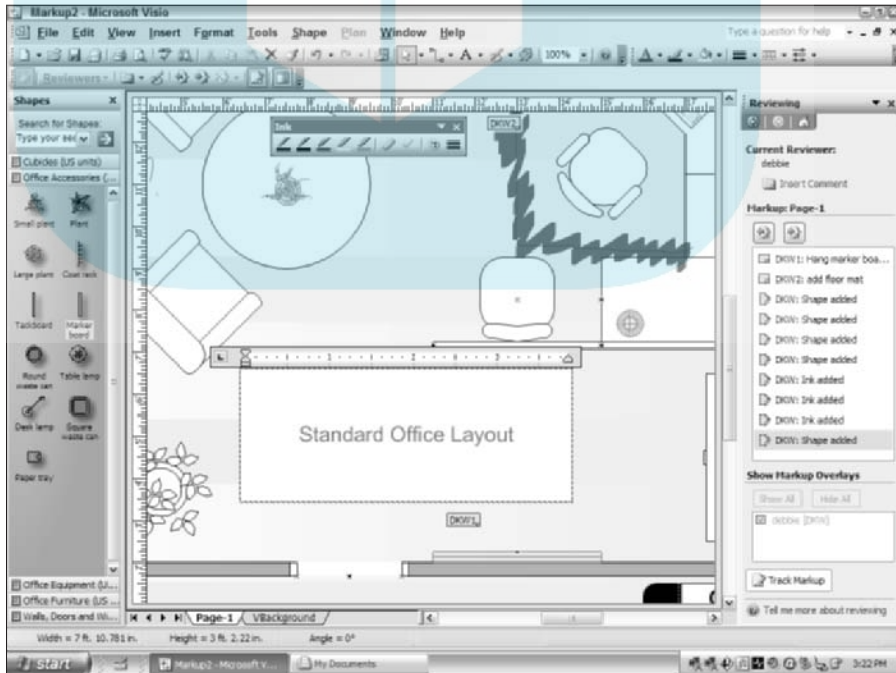 Markup2 - Microsoft Visio
File Edit View Insert Format Tools Shape Plan Window Help
Type a question for help
100%
Reviewers
Shapes
Search for Shapes:
Type your sea
Cubicles (US units)
Office Accessories (...
Small plant Plant
Large plant Coat rack
Tackboard Marker board
Round waste can Table lamp
Desk lamp Square waste can
Paper tray
Office Equipment (U...
Office Furniture (US ...
Walls, Doors and Wi...
Ink
DKW2
Standard Office Layout
DKW1
Page-1 VBackground
Reviewing
Current Reviewer:
debbie
Insert Comment
Markup: Page-1
DKW1: Hang marker boa...
DKW2: add floor mat
DKW: Shape added
DKW: Shape added
DKW: Shape added
DKW: Shape added
DKW: Shape added
DKW: Ink added
DKW: Ink added
DKW: Ink added
DKW: Shape added
Show Markup Overlays
Show All Hide All
debbie [DKW]
Track Markup
Tell me more about reviewing
Width = 7 ft. 10.781 in. Height = 3 ft. 2.22 in. Angle = 0°
start Markup2 - Microsoft V... My Documents 3:22 PM